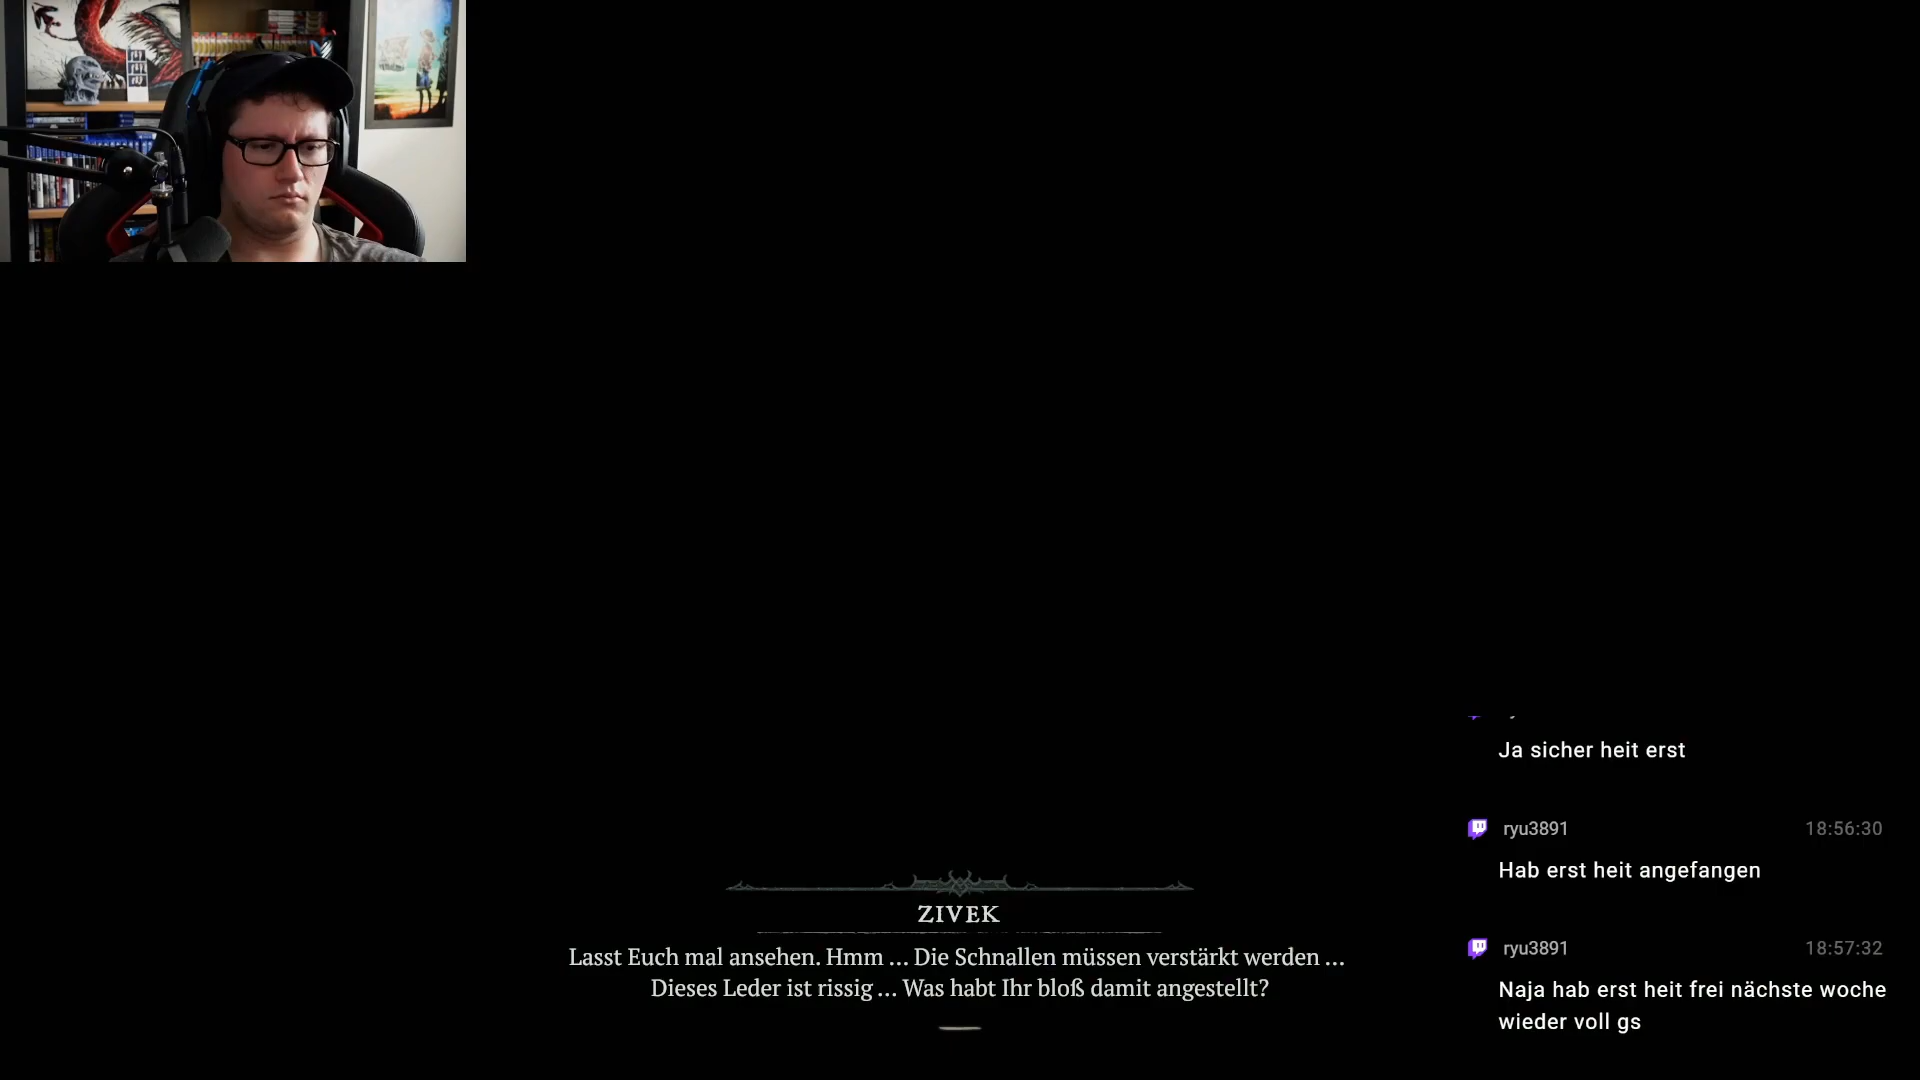 ZIVEK
Lasst Euch mal ansehen. Hmm ... Die Schnallen müssen verstärkt werden ...
Dieses Leder ist rissig ... Was habt Ihr bloß damit angestellt?
Ja sicher heit erst
ryu3891 18:56:30
Hab erst heit angefangen
ryu3891 18:57:32
Naja hab erst heit frei nächste woche
wieder voll gs